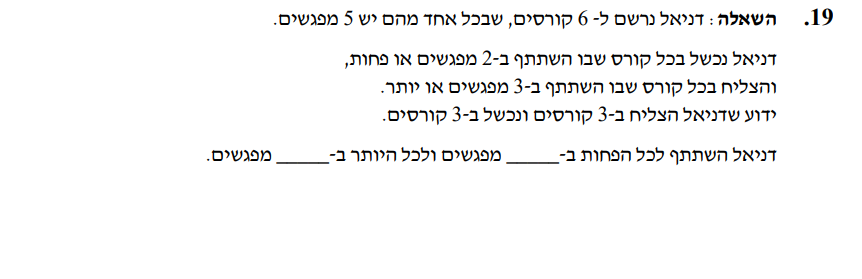 19. השאלה: דניאל נרשם ל- 6 קורסים, שבכל אחד מהם יש 5 מפגשים.
דניאל נכשל בכל קורס שבו השתתף ב-2 מפגשים או פחות,
והצליח בכל קורס שבו השתתף ב-3 מפגשים או יותר.
ידוע שדניאל הצליח ב-3 קורסים ונכשל ב-3 קורסים.
דניאל השתתף לכל הפחות ב-_____ מפגשים ולכל היותר ב-_____ מפגשים.